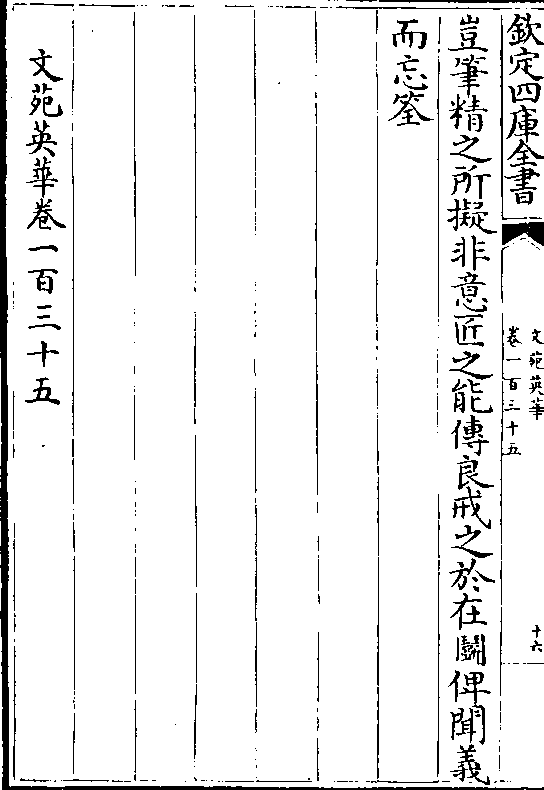 欽定四庫全書
文苑英華
卷一百三十五
十六
豈筆精之所擬非意匠之能傳良戒之於在鬬俾聞義
而忘筌
文苑英華卷一百三十五